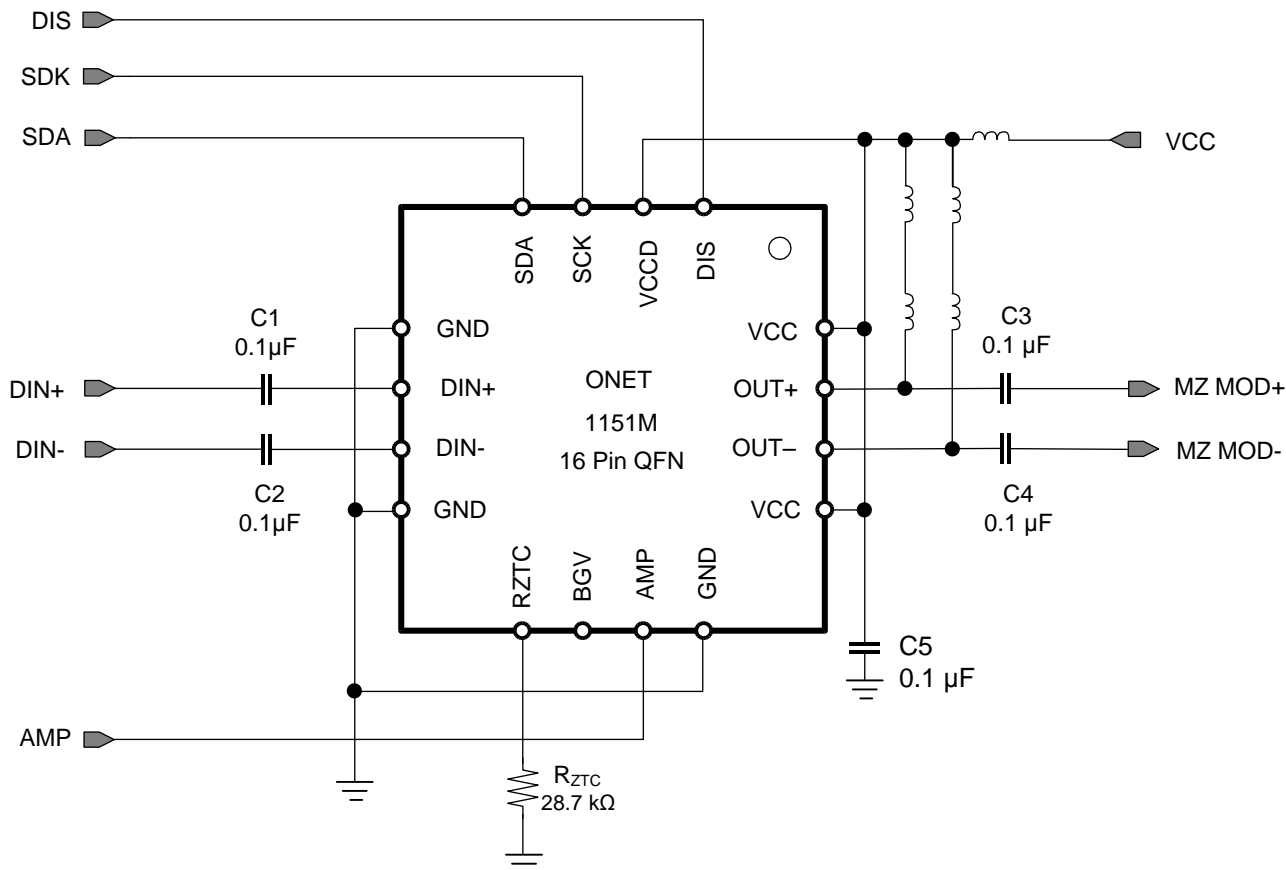 DIS
SDK
SDA
VCC
SDA
SCK
VCCD
DIS
C1
0.1µF
GND
VCC
C3
0.1 µF
DIN+
DIN+
ONET
OUT+
MZ MOD+
1151M
DIN-
DIN-
16 Pin QFN
OUT–
MZ MOD-
C2
0.1µF
GND
VCC
C4
0.1 µF
RZTC
BGV
AMP
GND
C5
0.1 µF
AMP
RZTC
28.7 kΩ